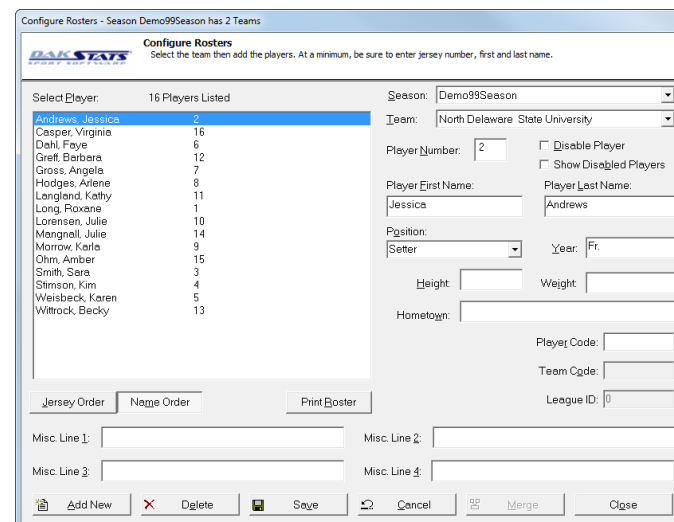 Configure Rosters - Season Demo99Season has 2 Teams
Configure Rosters
Select the team then add the players. At a minimum, be sure to enter jersey number, first and last name.
DAKSTATS
SPORT SOFTWARE
Select Player: 16 Players Listed
Andrews, Jessica 2
Casper, Virginia 16
Dahl, Faye 6
Greff, Barbara 12
Gross, Angela 7
Hodges, Arlene 8
Langland, Kathy 11
Long, Roxane 1
Lorensen, Julie 10
Mangnall, Julie 14
Morrow, Karla 9
Ohm, Amber 15
Smith, Sara 3
Stimson, Kim 4
Weisbeck, Karen 5
Wittrock, Becky 13
Jersey Order Name Order Print Roster
Season: Demo99Season
Team: North Delaware State University
Player Number: 2 Disable Player
Show Disabled Players
Player First Name: Player Last Name:
Jessica Andrews
Position:
Setter Year: Fr.
Height: Weight:
Hometown:
Player Code:
Team Code:
League ID: 0
Misc. Line 1: Misc. Line 2:
Misc. Line 3: Misc. Line 4:
Add New Delete Save Cancel Merge Close